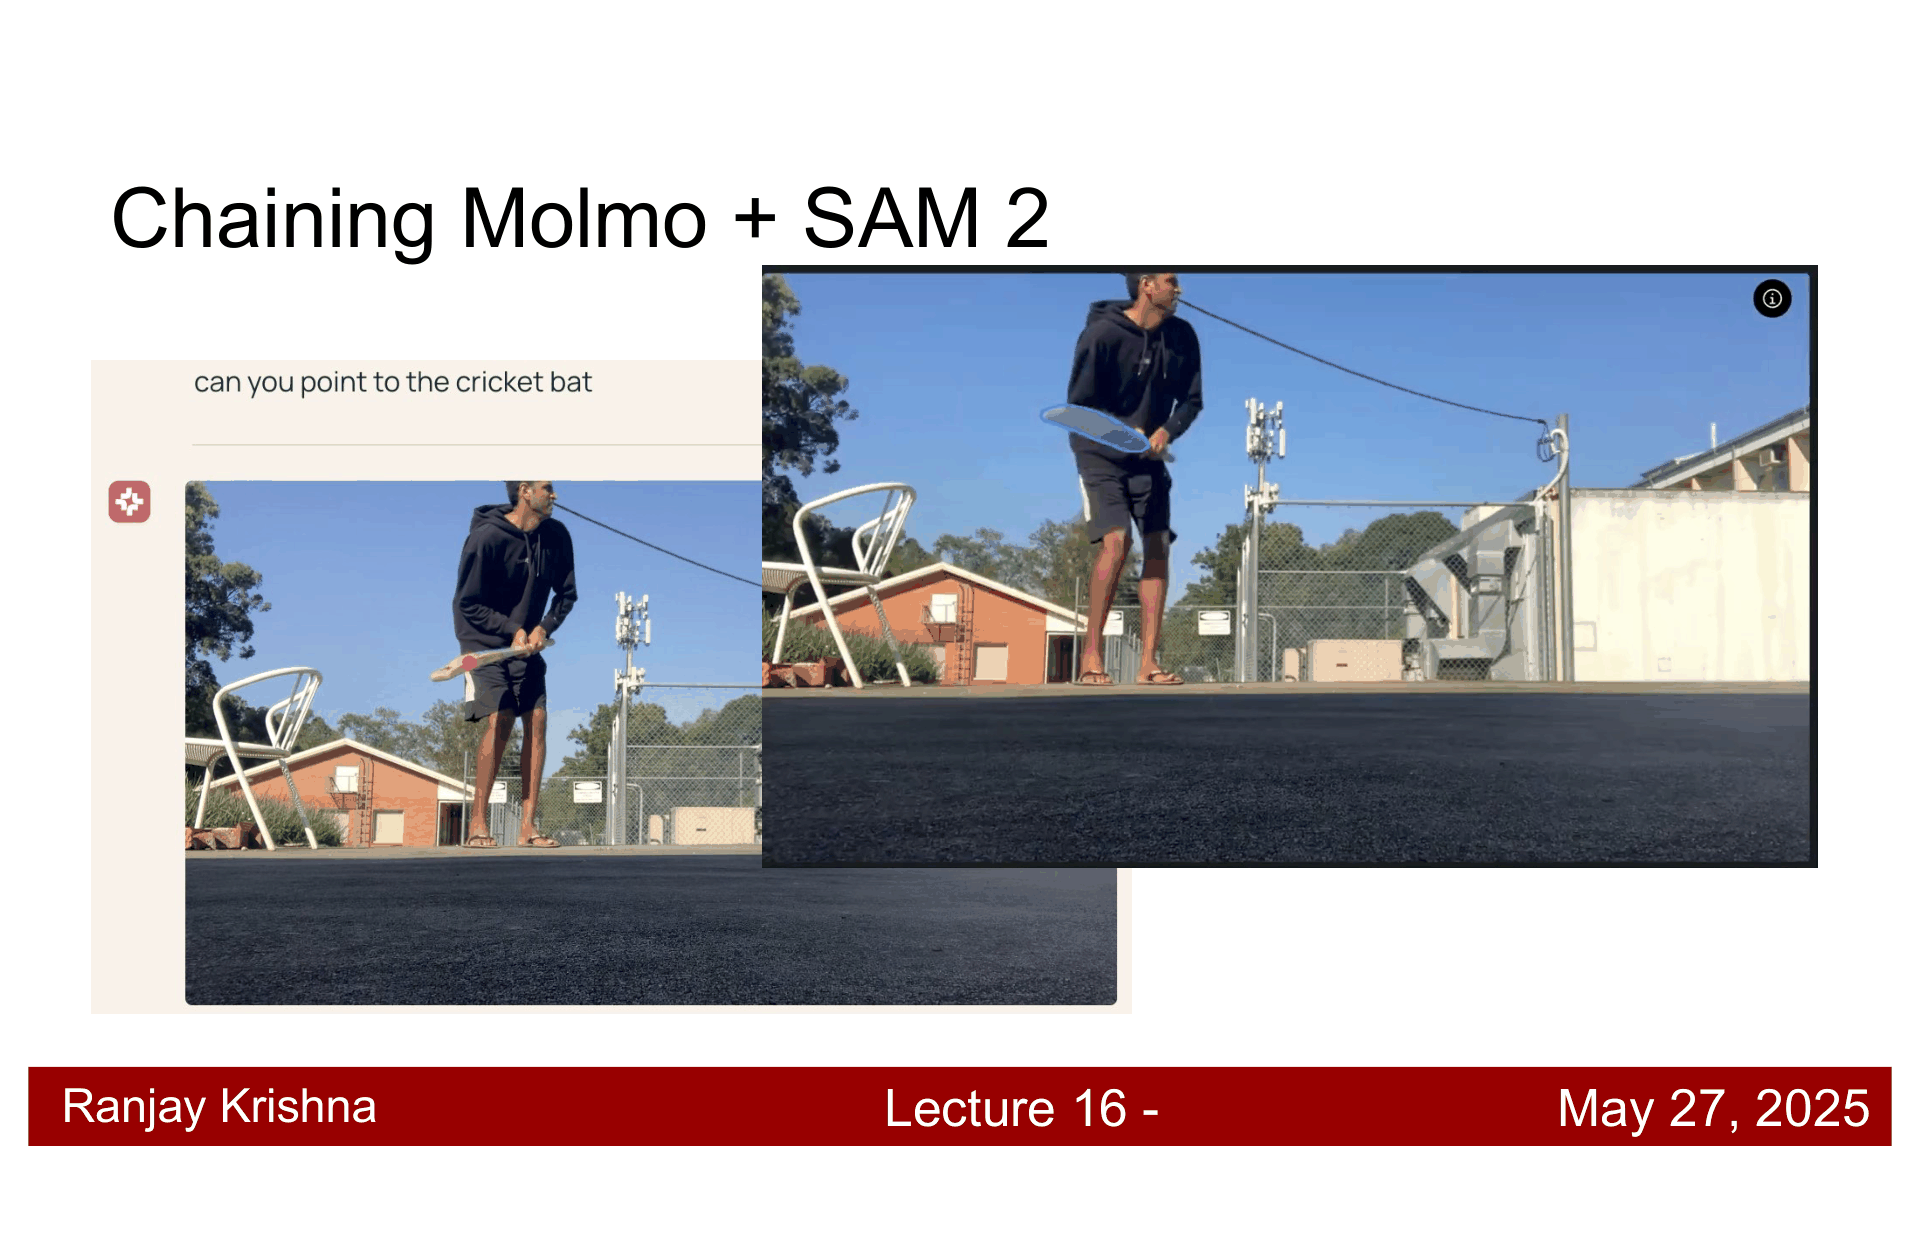 Chaining Molmo + SAM 2
can you point to the cricket bat
Ranjay Krishna
Lecture 16 -
May 27, 2025